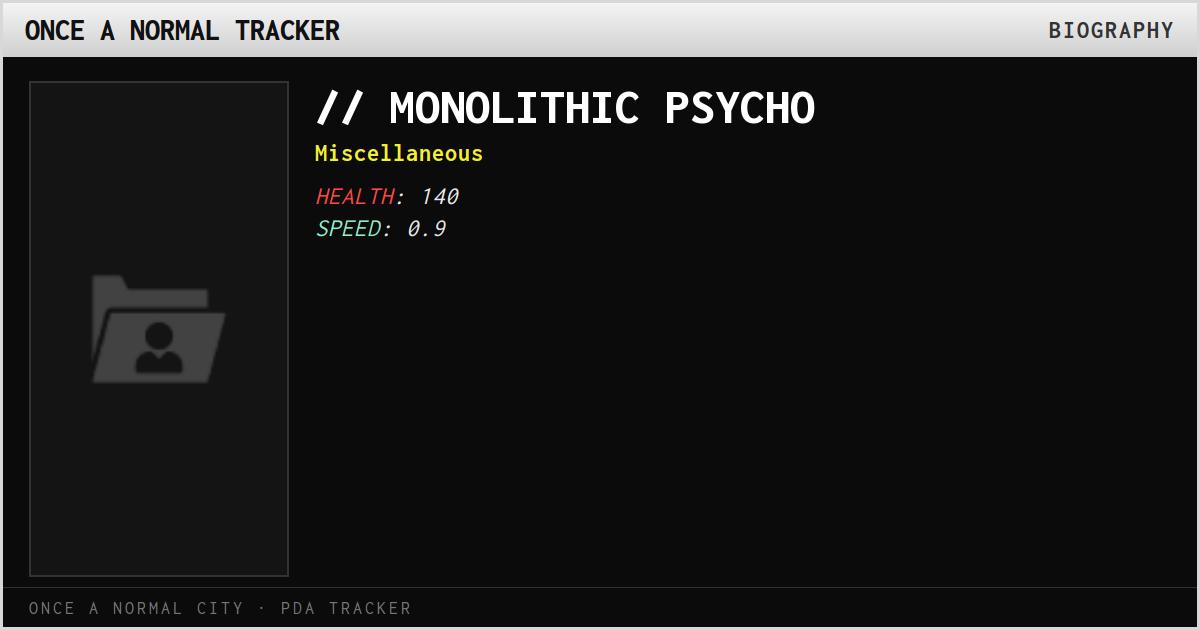 ONCE A NORMAL TRACKER
BIOGRAPHY
// MONOLITHIC PSYCHO
Miscellaneous
HEALTH: 140
SPEED: 0.9
ONCE A NORMAL CITY · PDA TRACKER